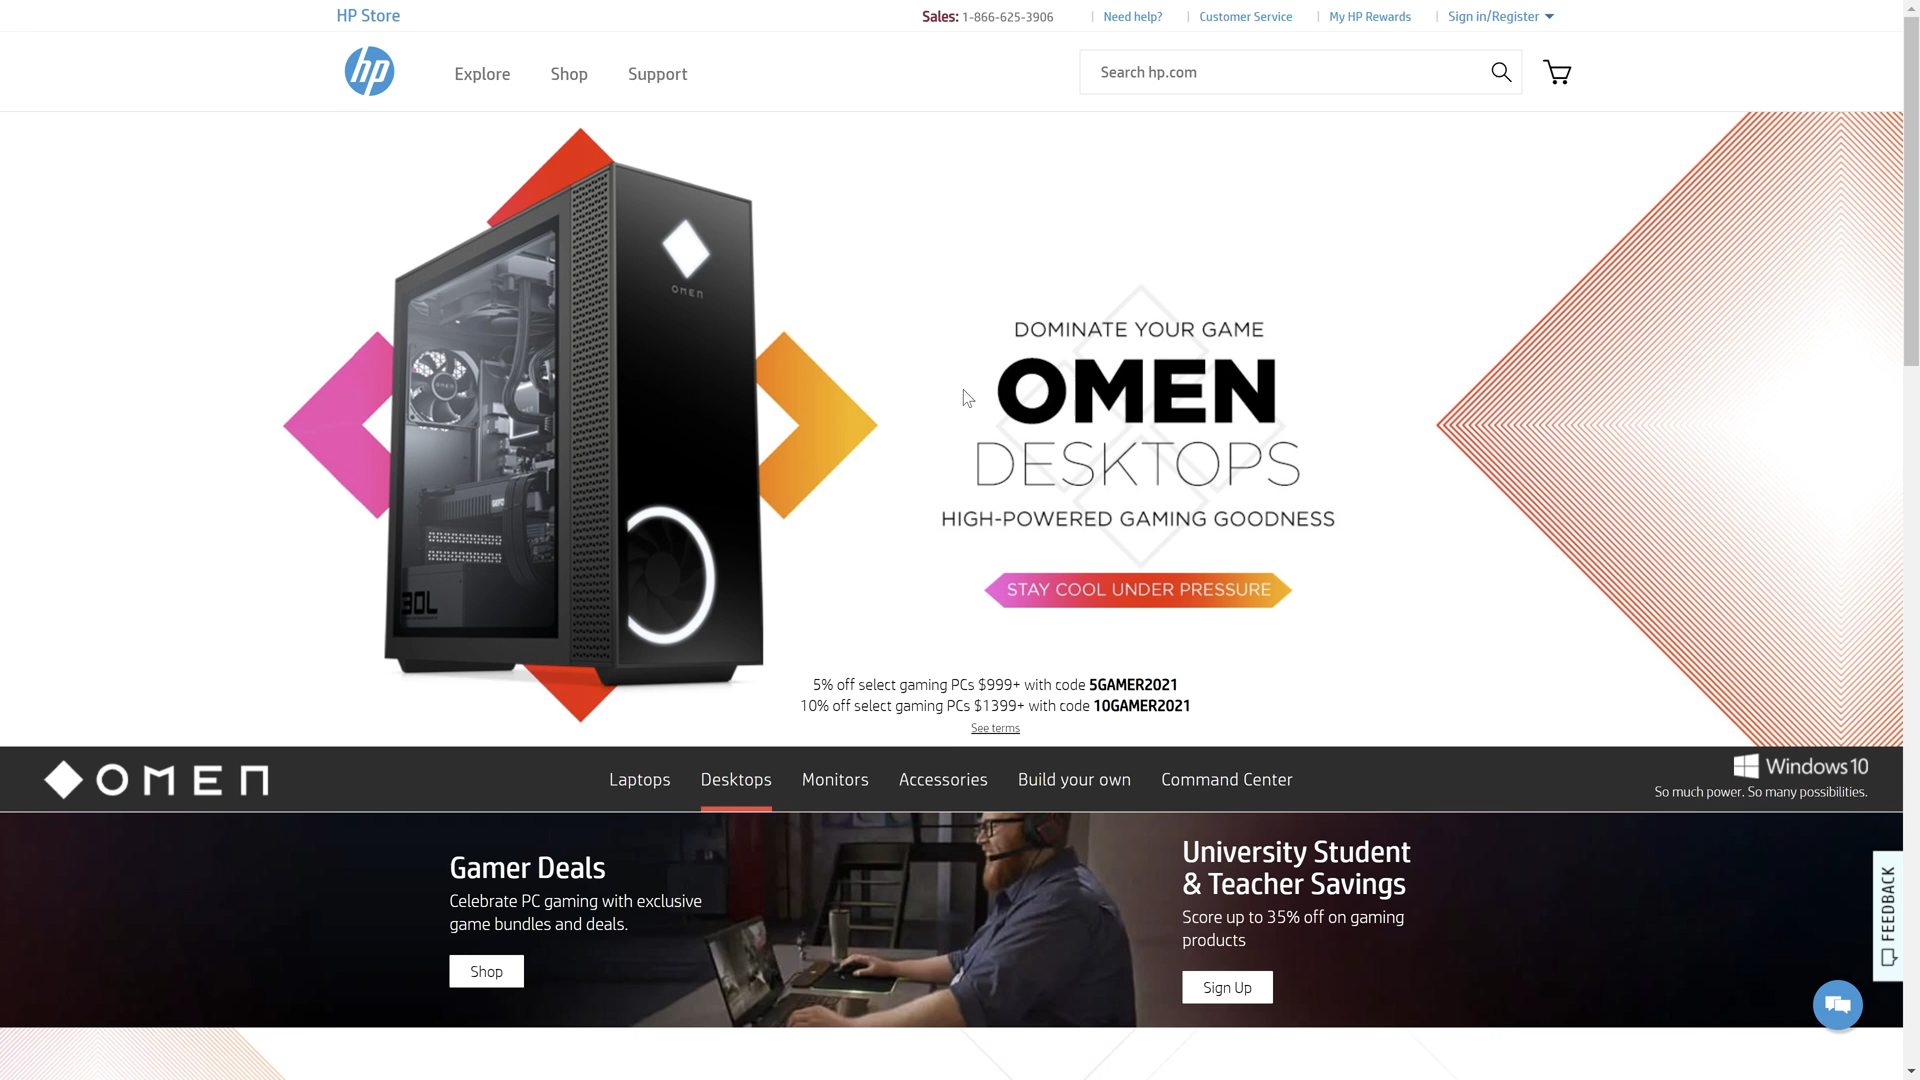 HP Store
Sales: 1-866-625-3906
Need help?
Customer Service
My HP Rewards
Sign in/Register
hp
Explore
Shop
Support
Search hp.com
OMEN
30L
DOMINATE YOUR GAME
OMEN
DESKTOPS
HIGH-POWERED GAMING GOODNESS
STAY COOL UNDER PRESSURE
5% off select gaming PCs $999+ with code 5GAMER2021
10% off select gaming PCs $1399+ with code 10GAMER2021
See terms
OMEN
Laptops
Desktops
Monitors
Accessories
Build your own
Command Center
Windows 10
So much power. So many possibilities.
Gamer Deals
Celebrate PC gaming with exclusive
game bundles and deals.
Shop
University Student
& Teacher Savings
Score up to 35% off on gaming
products
Sign Up
FEEDBACK